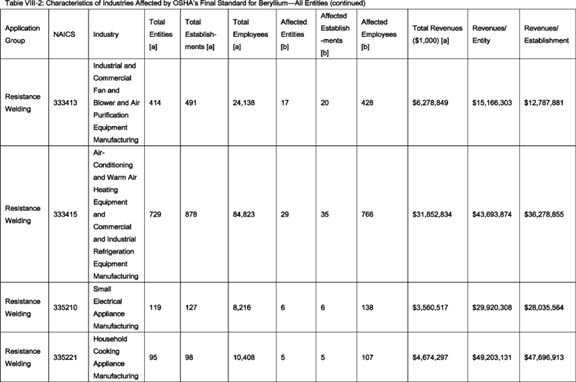 Table VIII-2: Characteristics of Industries Affected by OSHA's Final Standard for Beryllium—All Entities (continued)
Application Group NAICS Industry Total Entities [a] Total Establish-ments [a] Total Employees [a] Affected Entities [b] Affected Establish-ments [b] Affected Employees [b] Total Revenues ($1,000) [a] Revenues/ Entity Revenues/ Establishment
Resistance Welding 333413 Industrial and Commercial Fan and Blower and Air Purification Equipment Manufacturing 414 491 24,138 17 20 428 $6,278,849 $15,166,303 $12,787,881
Resistance Welding 333415 Air-Conditioning and Warm Air Heating Equipment and Commercial and Industrial Refrigeration Equipment Manufacturing 729 878 84,823 29 35 766 $31,852,834 $43,693,874 $36,278,855
Resistance Welding 335210 Small Electrical Appliance Manufacturing 119 127 8,216 6 6 138 $3,560,517 $29,920,308 $28,035,564
Resistance Welding 335221 Household Cooking Appliance Manufacturing 95 98 10,408 5 5 107 $4,674,297 $49,203,131 $47,696,913